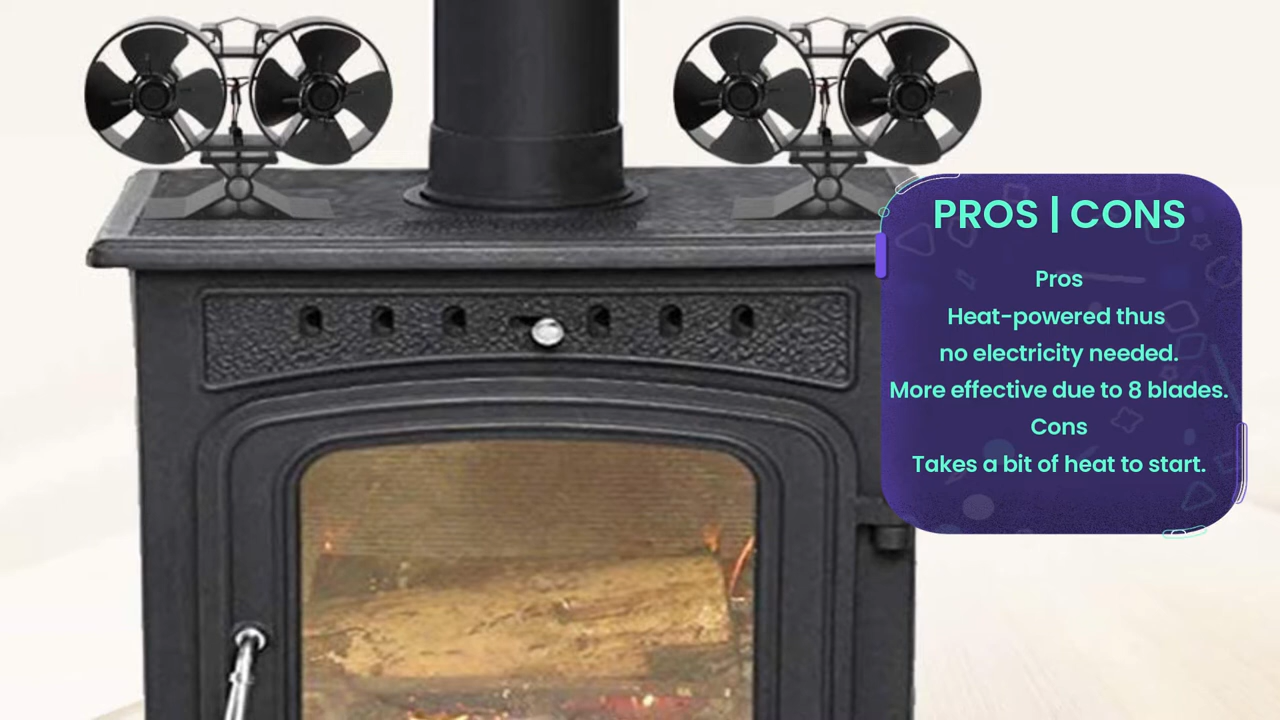 PROS | CONS
Pros
Heat-powered thus
no electricity needed.
More effective due to 8 blades.
Cons
Takes a bit of heat to start.